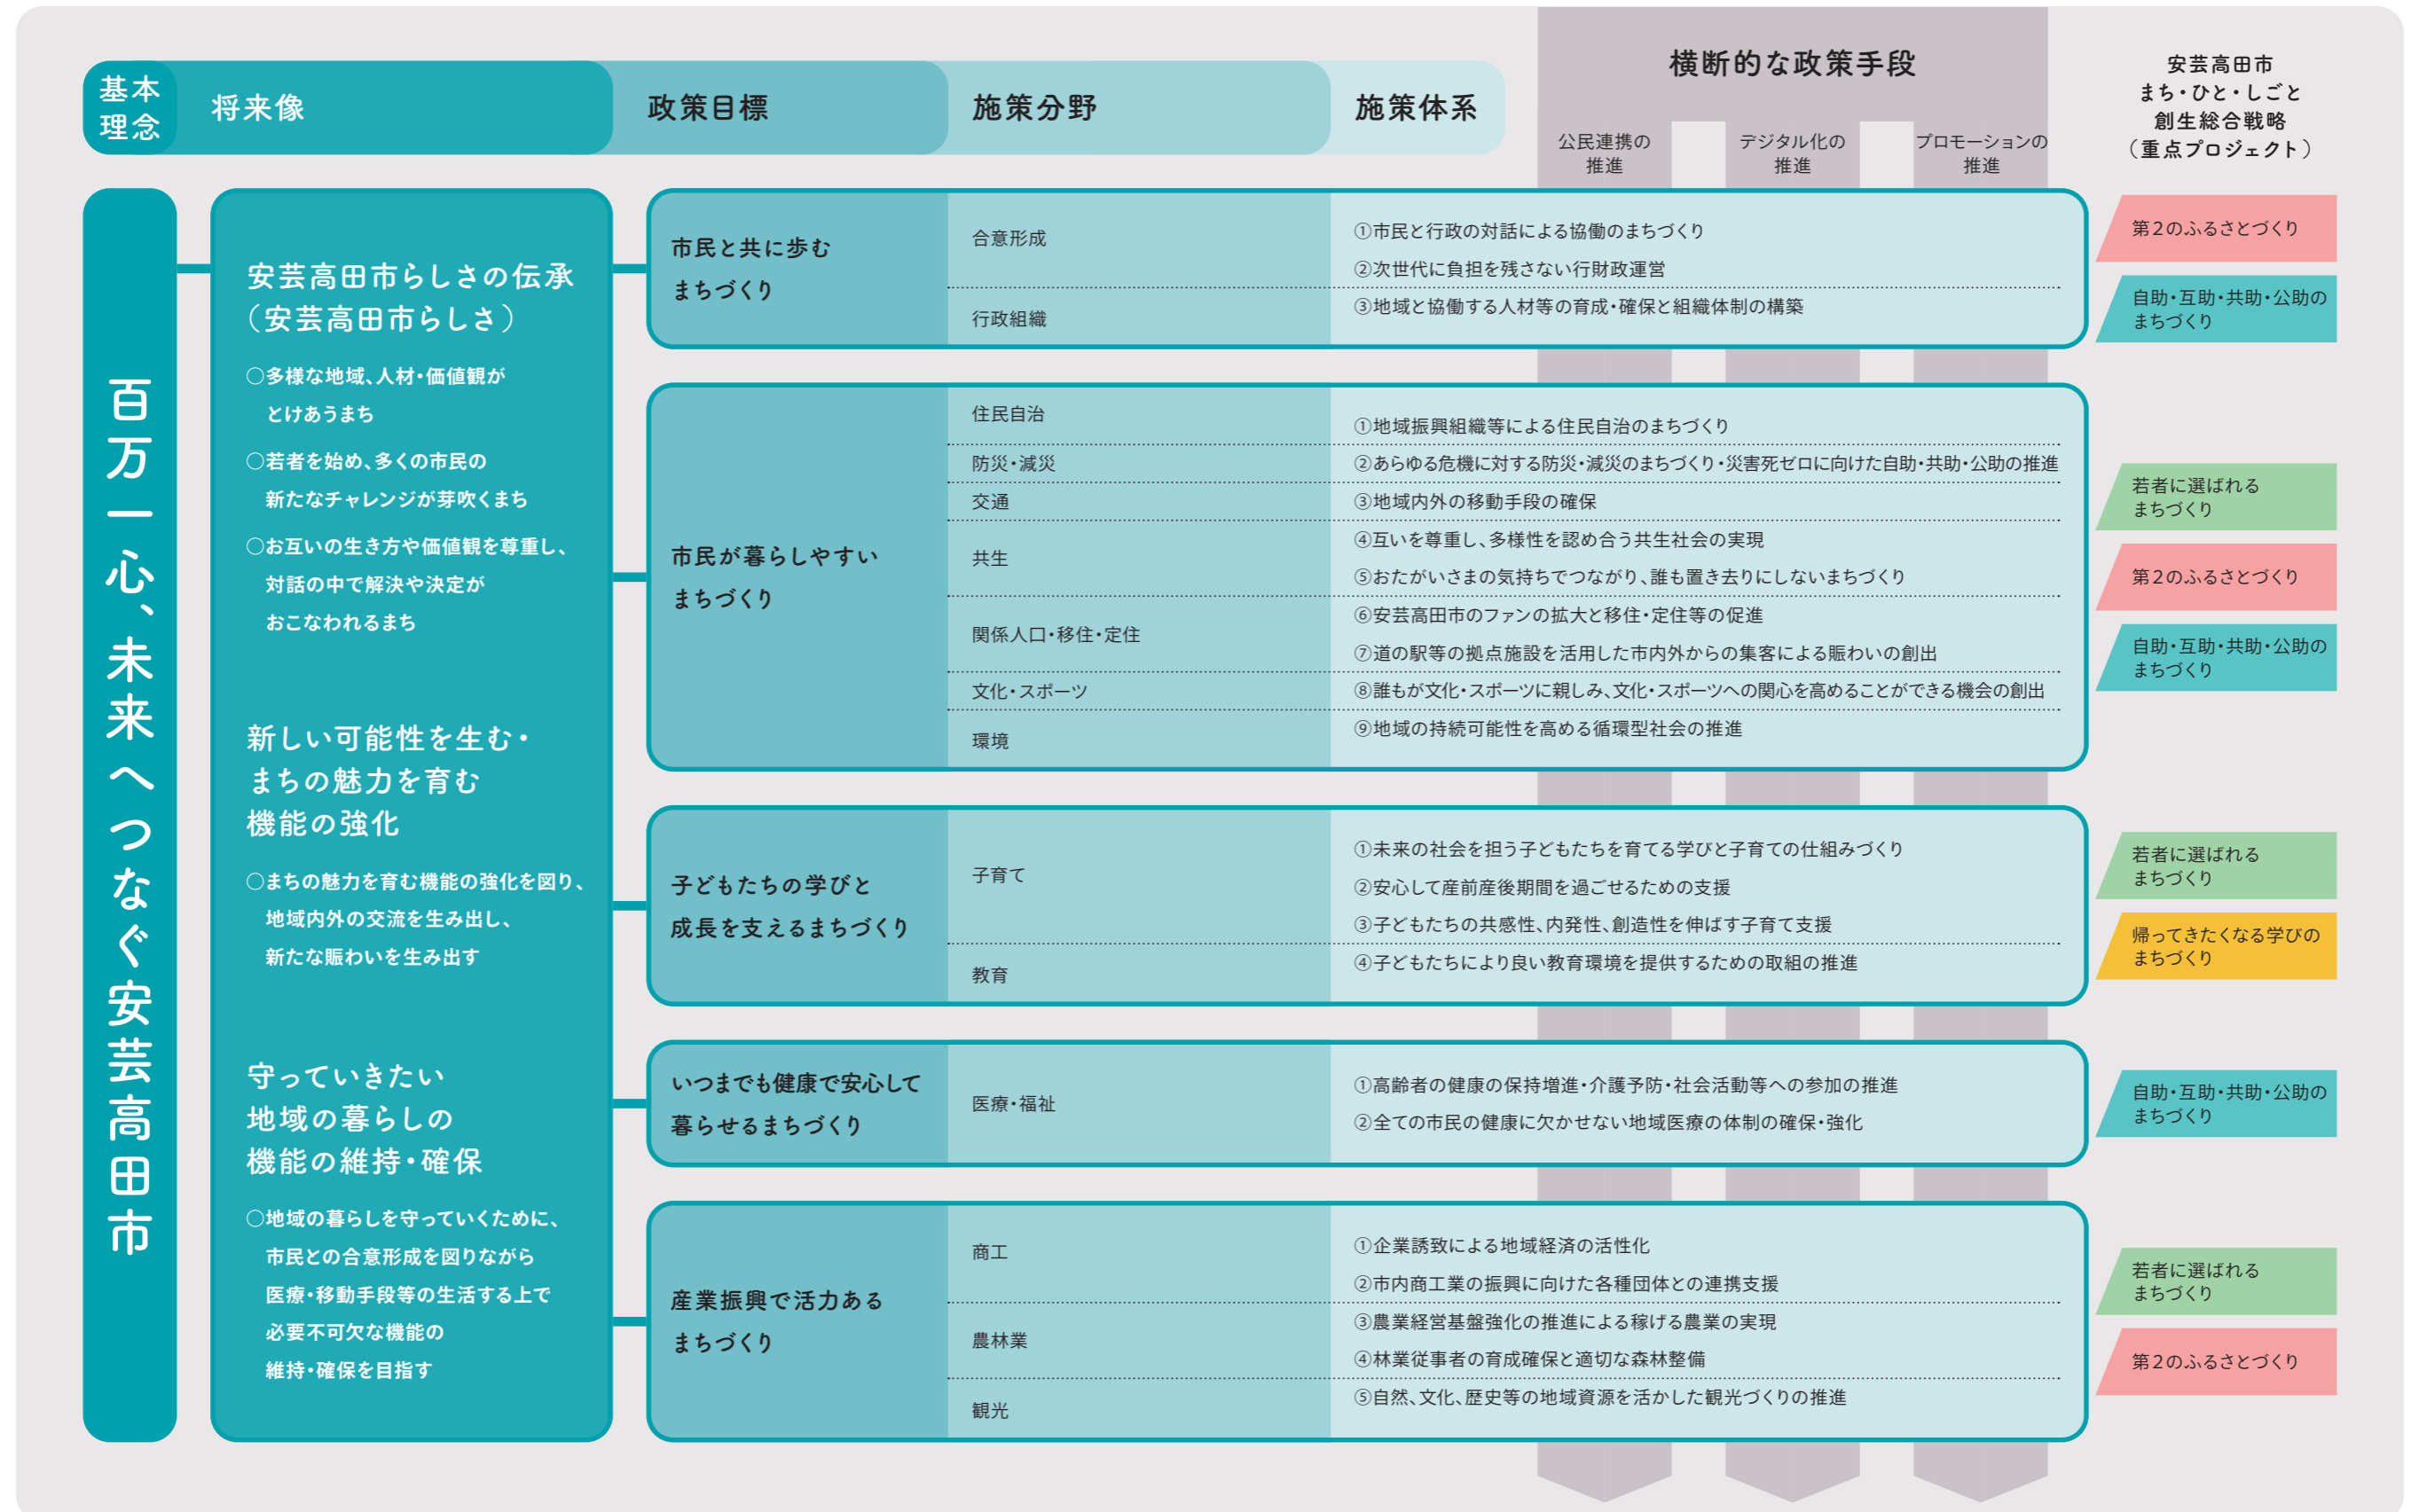 基本
理念
将来像
政策目標
施策分野
施策体系
横断的な政策手段
公民連携の
推進
デジタル化の
推進
プロモーションの
推進
安芸高田市
まち・ひと・しごと
創生総合戦略
（重点プロジェクト）
百万一心、未来へつなぐ安芸高田市
安芸高田市らしさの伝承
（安芸高田市らしさ）
○多様な地域、人材・価値観が
とけあうまち
○若者を始め、多くの市民の
新たなチャレンジが芽吹くまち
○お互いの生き方や価値観を尊重し、
対話の中で解決や決定が
おこなわれるまち
新しい可能性を生む・
まちの魅力を育む
機能の強化
○まちの魅力を育む機能の強化を図り、
地域内外の交流を生み出し、
新たな賑わいを生み出す
守っていきたい
地域の暮らしの
機能の維持・確保
○地域の暮らしを守っていくために、
市民との合意形成を図りながら
医療・移動手段等の生活する上で
必要不可欠な機能の
維持・確保を目指す
市民と共に歩む
まちづくり
合意形成
行政組織
①市民と行政の対話による協働のまちづくり
②次世代に負担を残さない行財政運営
③地域と協働する人材等の育成・確保と組織体制の構築
第２のふるさとづくり
自助・互助・共助・公助の
まちづくり
市民が暮らしやすい
まちづくり
住民自治
防災・減災
交通
共生
関係人口・移住・定住
文化・スポーツ
環境
①地域振興組織等による住民自治のまちづくり
②あらゆる危機に対する防災・減災のまちづくり・災害死ゼロに向けた自助・共助・公助の推進
③地域内外の移動手段の確保
④互いを尊重し、多様性を認め合う共生社会の実現
⑤おたがいさまの気持ちでつながり、誰も置き去りにしないまちづくり
⑥安芸高田市のファンの拡大と移住・定住等の促進
⑦道の駅等の拠点施設を活用した市内外からの集客による賑わいの創出
⑧誰もが文化・スポーツに親しみ、文化・スポーツへの関心を高めることができる機会の創出
⑨地域の持続可能性を高める循環型社会の推進
若者に選ばれる
まちづくり
第２のふるさとづくり
自助・互助・共助・公助の
まちづくり
子どもたちの学びと
成長を支えるまちづくり
子育て
教育
①未来の社会を担う子どもたちを育てる学びと子育ての仕組みづくり
②安心して産前産後期間を過ごせるための支援
③子どもたちの共感性、内発性、創造性を伸ばす子育て支援
④子どもたちにより良い教育環境を提供するための取組の推進
若者に選ばれる
まちづくり
帰ってきたくなる学びの
まちづくり
いつまでも健康で安心して
暮らせるまちづくり
医療・福祉
①高齢者の健康の保持増進・介護予防・社会活動等への参加の推進
②全ての市民の健康に欠かせない地域医療の体制の確保・強化
自助・互助・共助・公助の
まちづくり
産業振興で活力ある
まちづくり
商工
農林業
観光
①企業誘致による地域経済の活性化
②市内商工業の振興に向けた各種団体との連携支援
③農業経営基盤強化の推進による稼げる農業の実現
④林業従事者の育成確保と適切な森林整備
⑤自然、文化、歴史等の地域資源を活かした観光づくりの推進
若者に選ばれる
まちづくり
第２のふるさとづくり